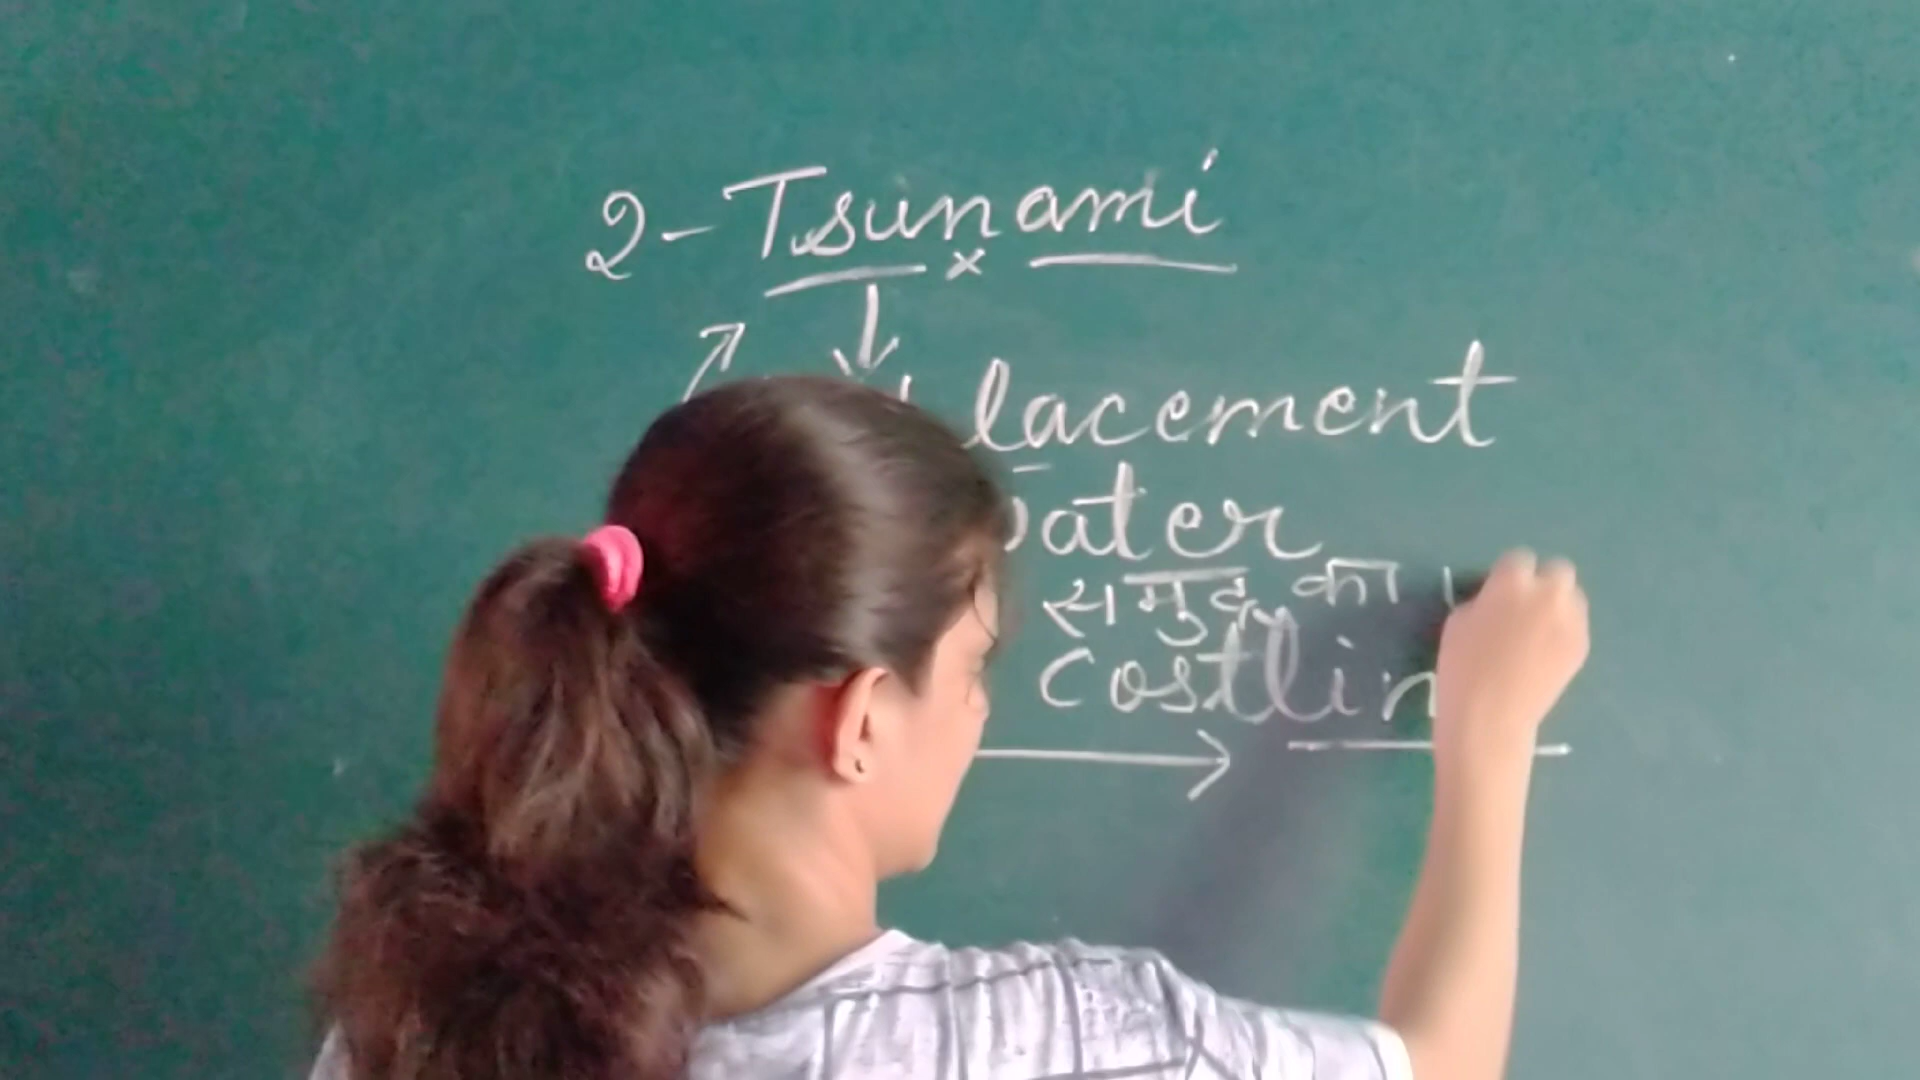 2-Tsunami
lacement
ater
समुद्र का
costlin